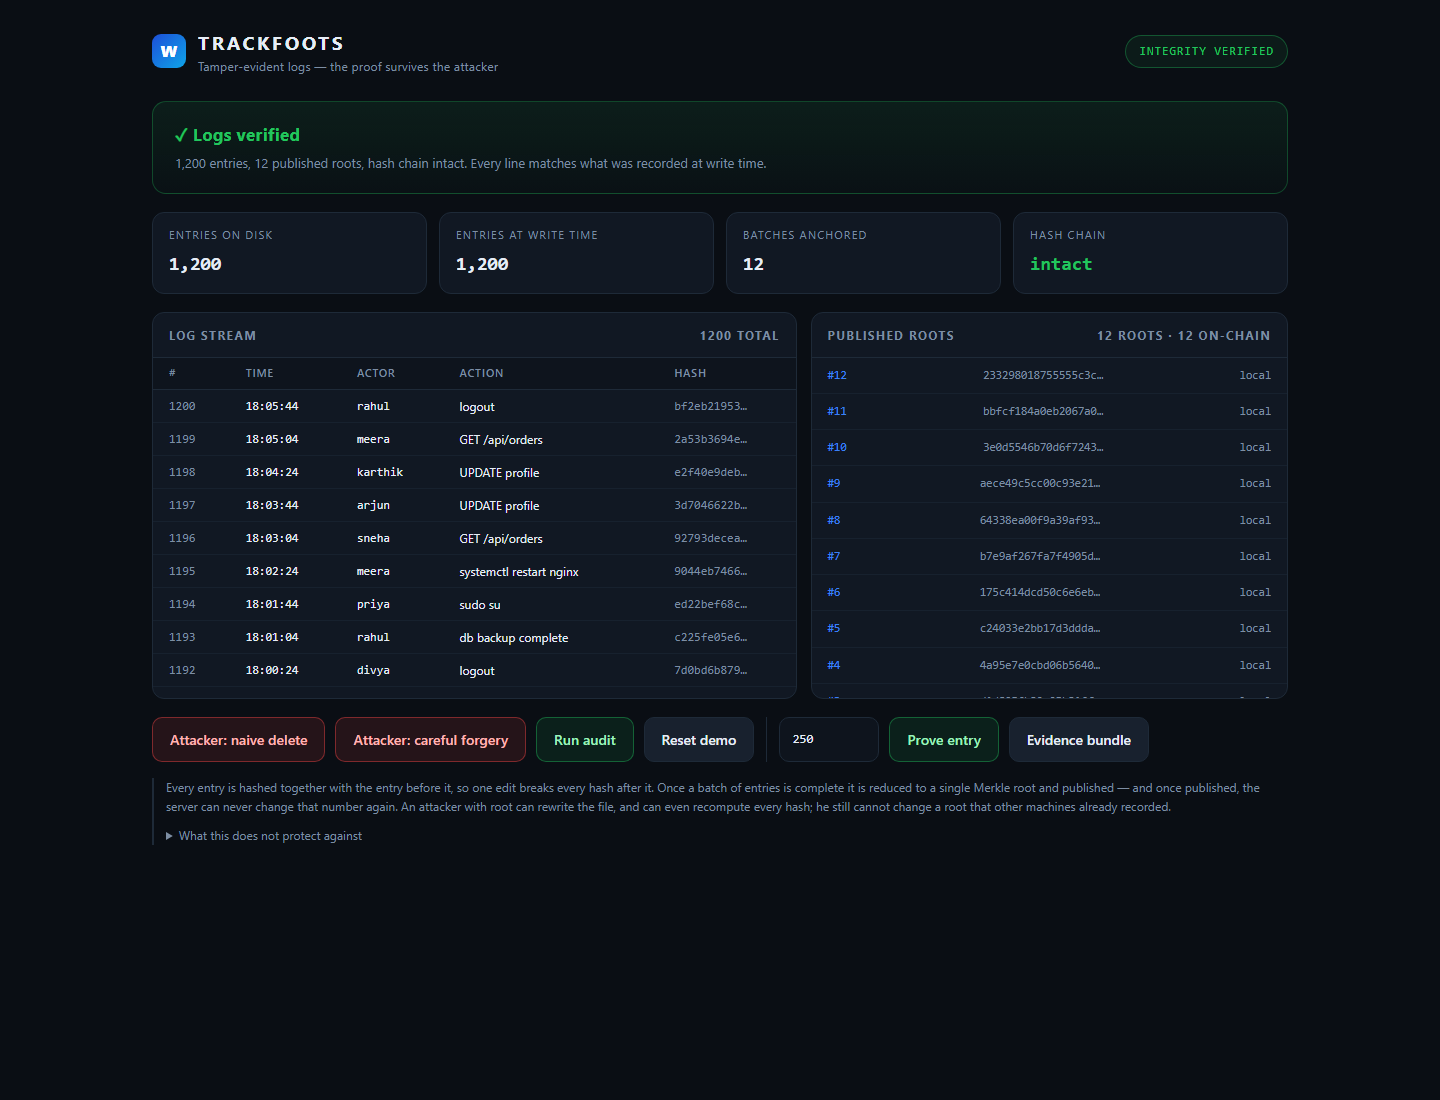 w
TRACKFOOTS
Tamper-evident logs — the proof survives the attacker
INTEGRITY VERIFIED
✓ Logs verified
1,200 entries, 12 published roots, hash chain intact. Every line matches what was recorded at write time.
ENTRIES ON DISK
1,200
ENTRIES AT WRITE TIME
1,200
BATCHES ANCHORED
12
HASH CHAIN
intact
LOG STREAM 1200 TOTAL
# TIME ACTOR ACTION HASH
1200 18:05:44 rahul logout bf2eb21953…
1199 18:05:04 meera GET /api/orders 2a53b3694e…
1198 18:04:24 karthik UPDATE profile e2f40e9deb…
1197 18:03:44 arjun UPDATE profile 3d7046622b…
1196 18:03:04 sneha GET /api/orders 92793decea…
1195 18:02:24 meera systemctl restart nginx 9044eb7466…
1194 18:01:44 priya sudo su ed22bef68c…
1193 18:01:04 rahul db backup complete c225fe05e6…
1192 18:00:24 divya logout 7d0bd6b879…
PUBLISHED ROOTS 12 ROOTS · 12 ON-CHAIN
#12 233298018755555c3c… local
#11 bbfcf184a0eb2067a0… local
#10 3e0d5546b70d6f7243… local
#9 aece49c5cc00c93e21… local
#8 64338ea00f9a39af93… local
#7 b7e9af267fa7f4905d… local
#6 175c414dcd50c6e6eb… local
#5 c24033e2bb17d3ddda… local
#4 4a95e7e0cbd06b5640… local
Attacker: naive delete
Attacker: careful forgery
Run audit
Reset demo
250
Prove entry
Evidence bundle
Every entry is hashed together with the entry before it, so one edit breaks every hash after it. Once a batch of entries is complete it is reduced to a single Merkle root and published — and once published, the
server can never change that number again. An attacker with root can rewrite the file, and can even recompute every hash; he still cannot change a root that other machines already recorded.
▶ What this does not protect against